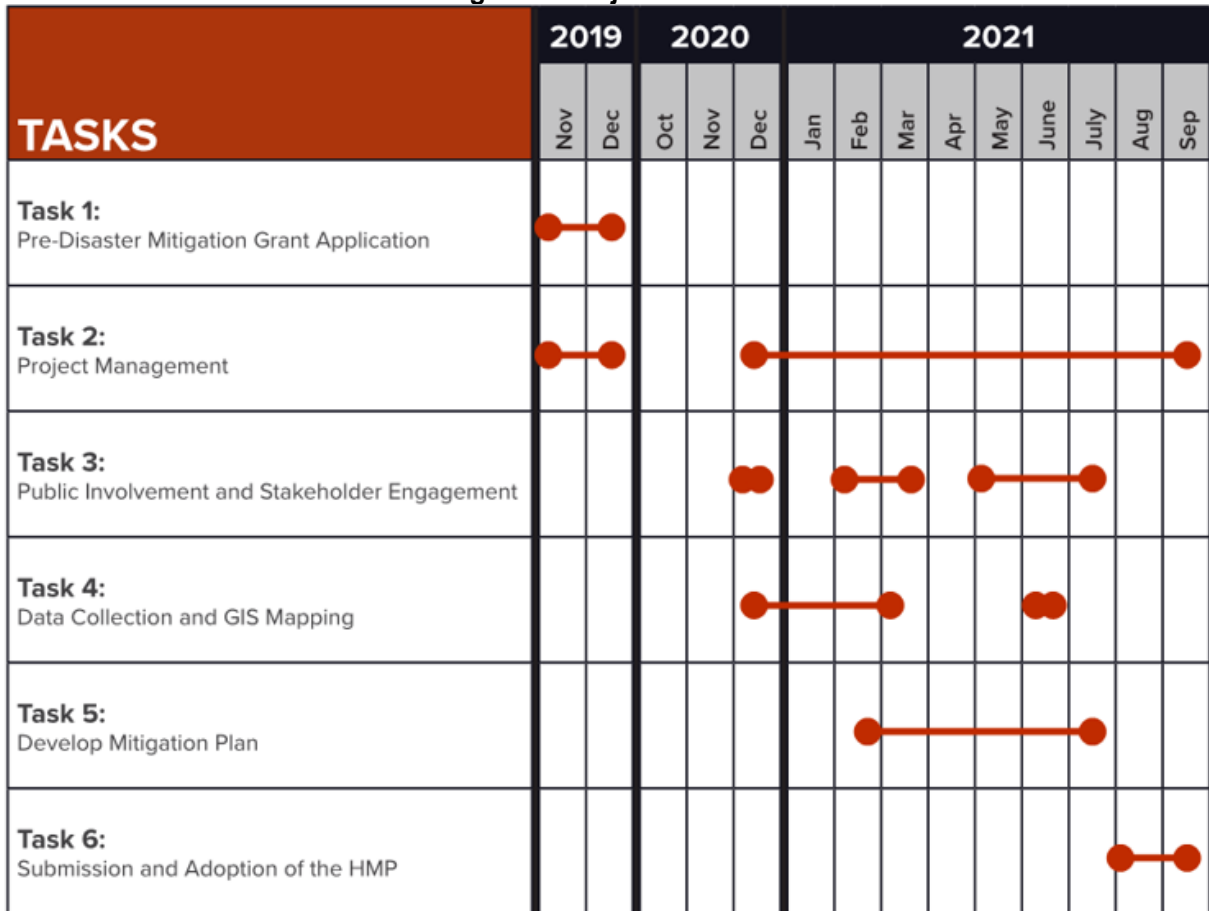 2019 2020 2021
TASKS
Nov Dec Oct Nov Dec Jan Feb Mar Apr May June July Aug Sep
Task 1:
Pre-Disaster Mitigation Grant Application
Task 2:
Project Management
Task 3:
Public Involvement and Stakeholder Engagement
Task 4:
Data Collection and GIS Mapping
Task 5:
Develop Mitigation Plan
Task 6:
Submission and Adoption of the HMP